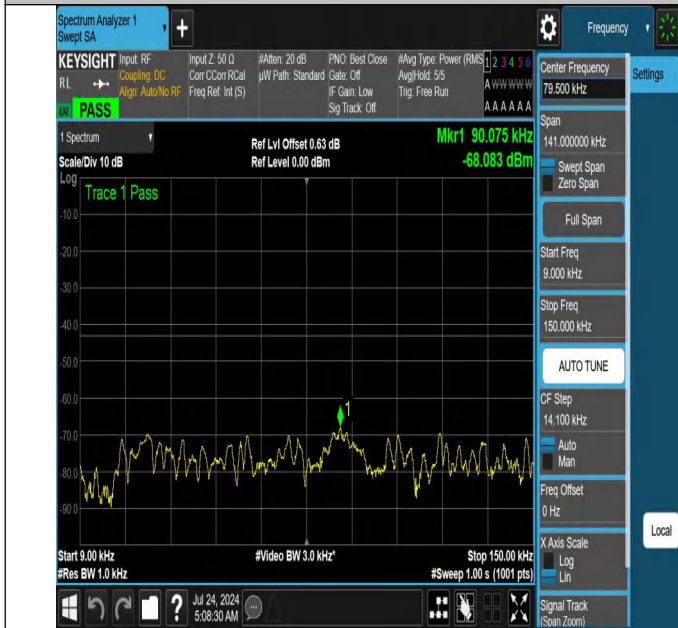 Spectrum Analyzer 1
Swept SA
+
Frequency
KEYSIGHT
RL
LXI
PASS
Input: RF
Coupling: DC
Align: Auto/No RF
Input Z: 50 Ω
Corr CCorr RCal
Freq Ref: Int (S)
#Atten: 20 dB
µW Path: Standard
PNO: Best Close
Gate: Off
IF Gain: Low
Sig Track: Off
#Avg Type: Power (RMS
Avg|Hold: 5/5
Trig: Free Run
1 2 3 4 5 6
A W W W W W
A A A A A A
1 Spectrum
Scale/Div 10 dB
Log
Ref Lvl Offset 0.63 dB
Ref Level 0.00 dBm
Mkr1 90.075 kHz
-68.083 dBm
Trace 1 Pass
-10.0
-20.0
-30.0
-40.0
-50.0
-60.0
-70.0
-80.0
-90.0
1
Start 9.00 kHz
#Res BW 1.0 kHz
#Video BW 3.0 kHz*
Stop 150.00 kHz
#Sweep 1.00 s (1001 pts)
?
Jul 24, 2024
5:08:30 AM
Center Frequency
79.500 kHz
Settings
Span
141.000000 kHz
Swept Span
Zero Span
Full Span
Start Freq
9.000 kHz
Stop Freq
150.000 kHz
AUTO TUNE
CF Step
14.100 kHz
Auto
Man
Freq Offset
0 Hz
X Axis Scale
Log
Lin
Local
Signal Track
(Span Zoom)